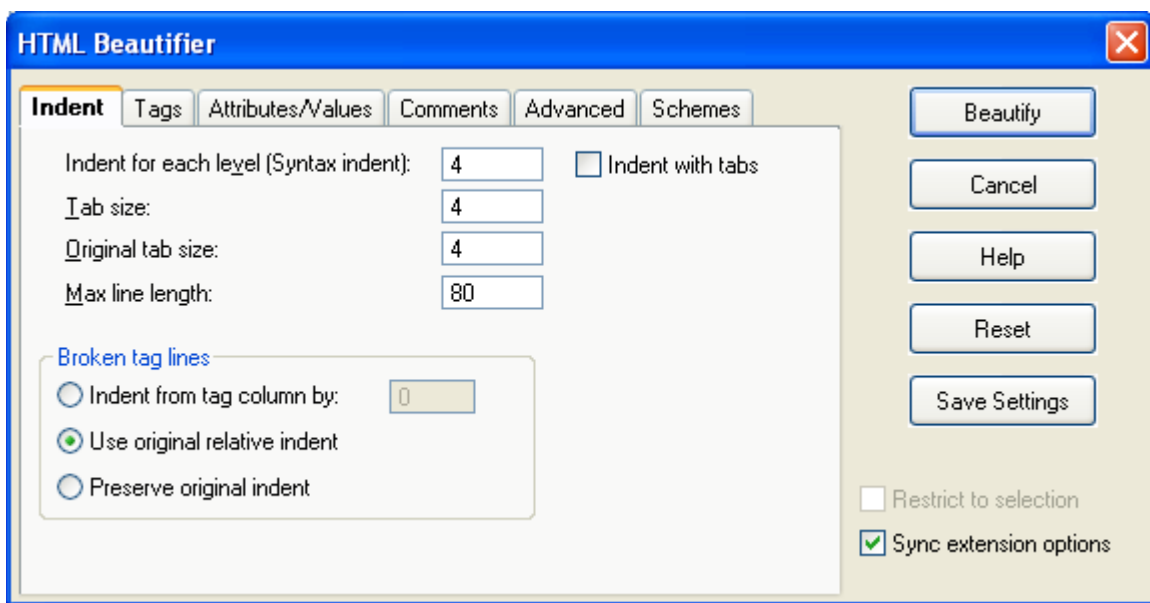 HTML Beautifier
Indent Tags Attributes/Values Comments Advanced Schemes
Indent for each level (Syntax indent): 4 Indent with tabs
Tab size: 4
Original tab size: 4
Max line length: 80
Broken tag lines
Indent from tag column by: 0
Use original relative indent
Preserve original indent
Beautify
Cancel
Help
Reset
Save Settings
Restrict to selection
Sync extension options